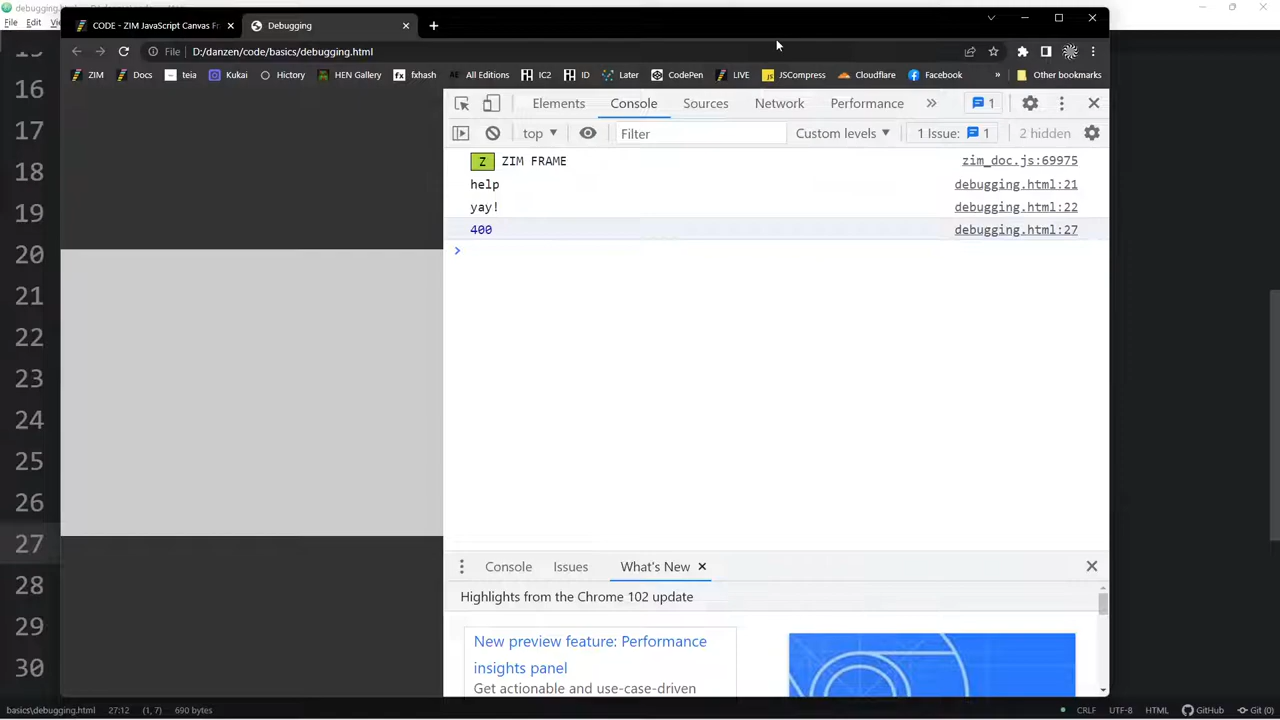 debugging.html
File Edit
CODE - ZIM JavaScript Canvas Fr
Debugging
File D:/danzen/code/basics/debugging.html
ZIM Docs teia Kukai Hictory HEN Gallery fxhash All Editions IC2 ID Later CodePen LIVE JSCompress Cloudflare Facebook » Other bookmarks
Elements Console Sources Network Performance » 1
top Filter Custom levels 1 Issue: 1 2 hidden
Z ZIM FRAME zim_doc.js:69975
help debugging.html:21
yay! debugging.html:22
400 debugging.html:27
>
16
17
18
19
20
21
22
23
24
25
26
27
28
29
30
Console Issues What's New
Highlights from the Chrome 102 update
New preview feature: Performance
insights panel
Get actionable and use-case-driven
basics\debugging.html 27:12 (1, 7) 690 bytes CRLF UTF-8 HTML GitHub Git (0)